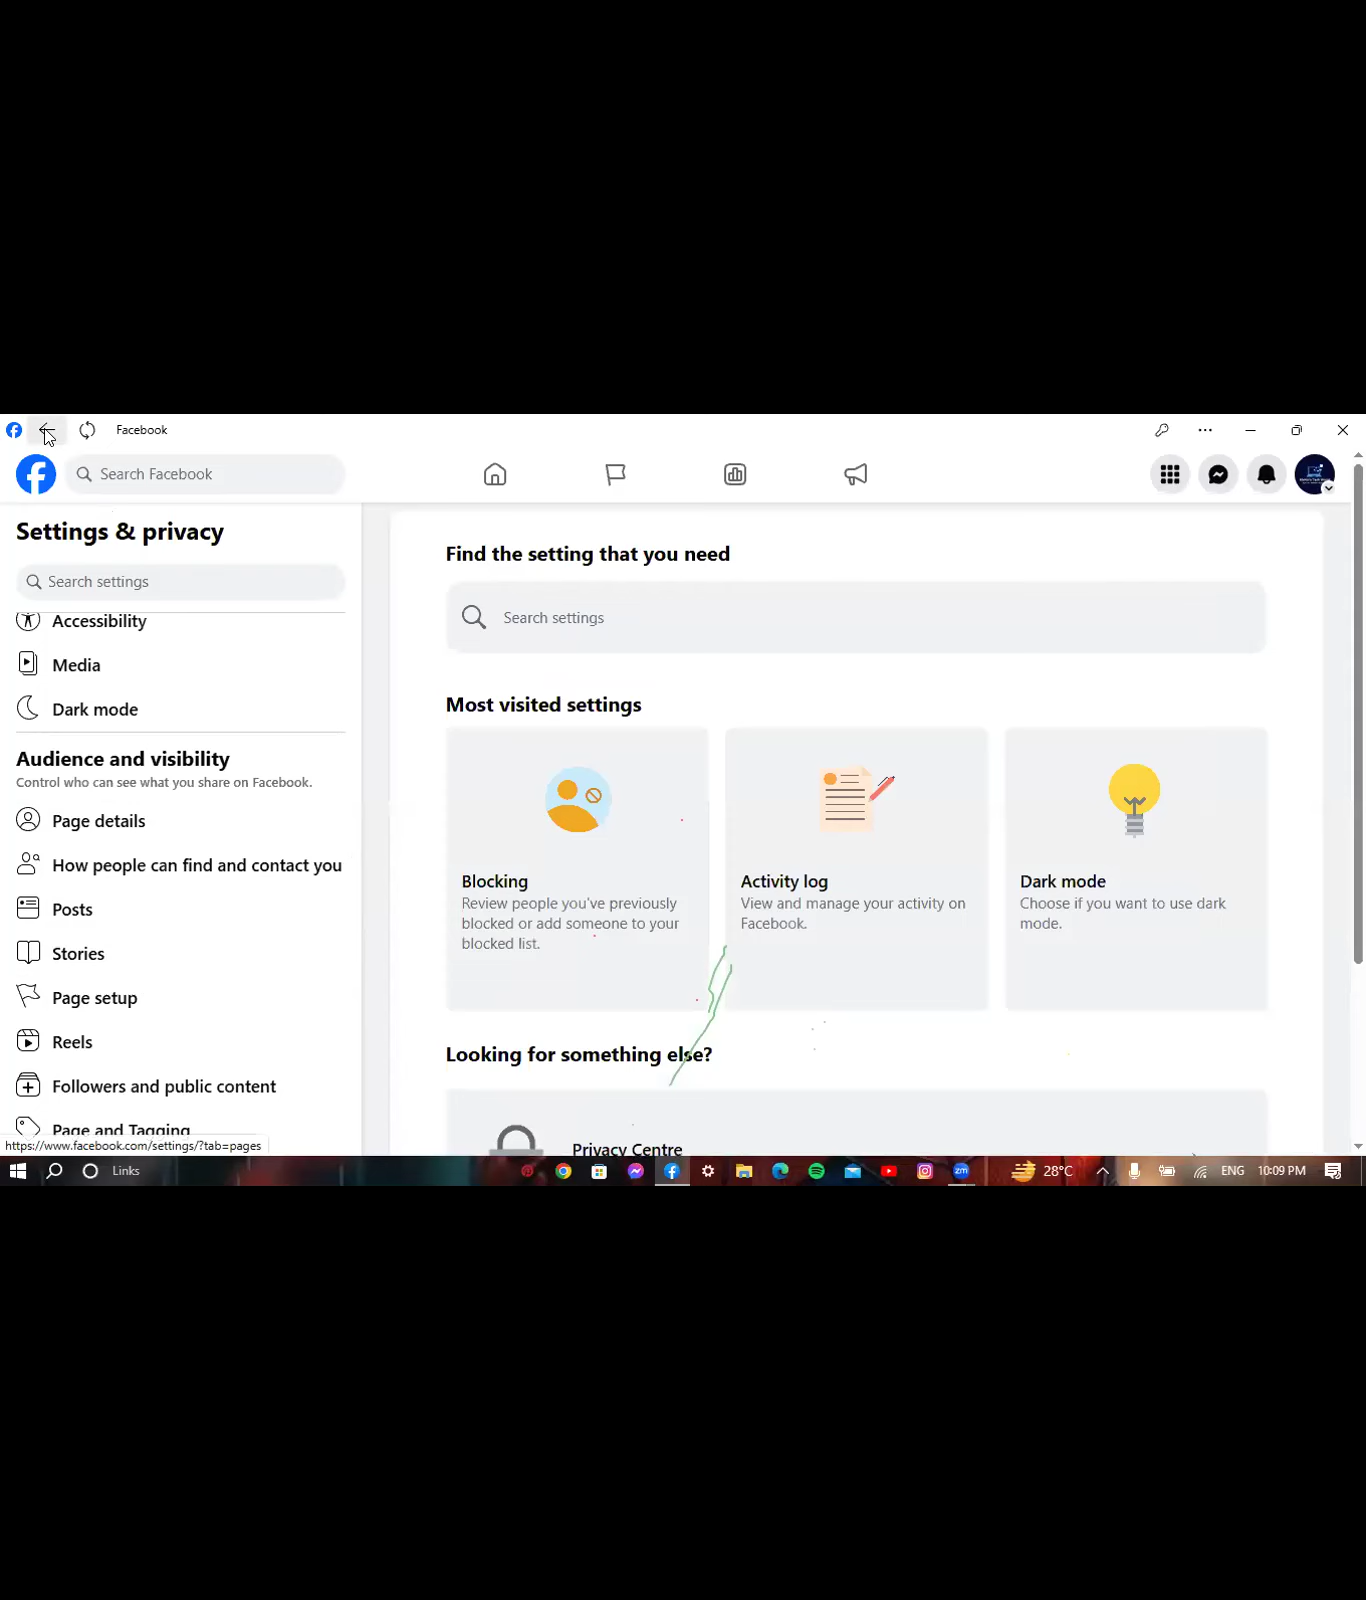 Facebook
Search Facebook
Settings & privacy
Search settings
Accessibility
Media
Dark mode
Audience and visibility
Control who can see what you share on Facebook.
Page details
How people can find and contact you
Posts
Stories
Page setup
Reels
Followers and public content
Page and Tagging
https://www.facebook.com/settings/?tab=pages
Find the setting that you need
Search settings
Most visited settings
Blocking
Review people you've previously
blocked or add someone to your
blocked list.
Activity log
View and manage your activity on
Facebook.
Dark mode
Choose if you want to use dark
mode.
Looking for something else?
Privacy Centre
Links
zm
28°C
ENG
10:09 PM